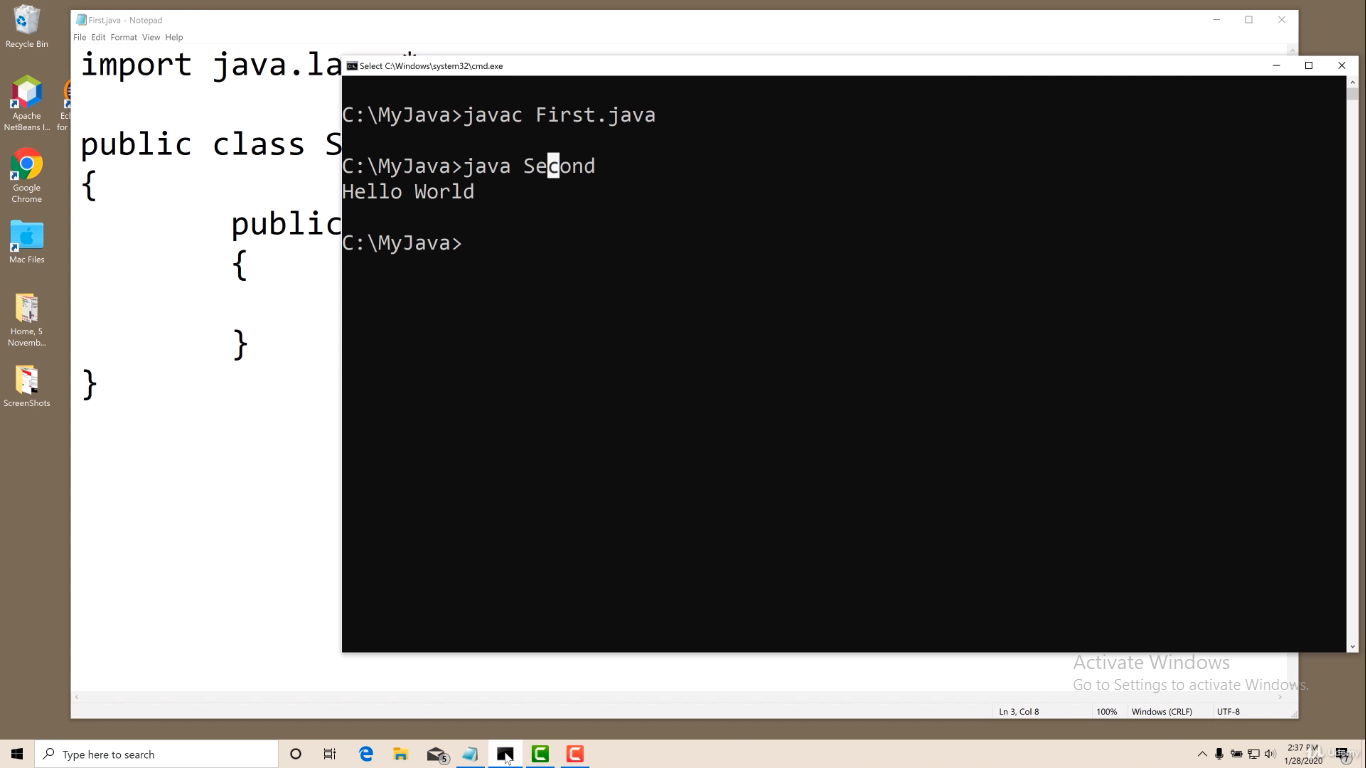 First.java - Notepad
File Edit Format View Help
import java.la
public class S
{
public
{
}
}
Select C:\Windows\system32\cmd.exe
C:\MyJava>javac First.java
C:\MyJava>java Second
Hello World
C:\MyJava>
Recycle Bin
Apache
NetBeans I...
Ecl
for
Google
Chrome
Mac Files
Home, 5
Novemb...
ScreenShots
Activate Windows
Go to Settings to activate Windows.
Ln 3, Col 8
100%
Windows (CRLF)
UTF-8
Type here to search
5
2:37 PM
1/28/2020